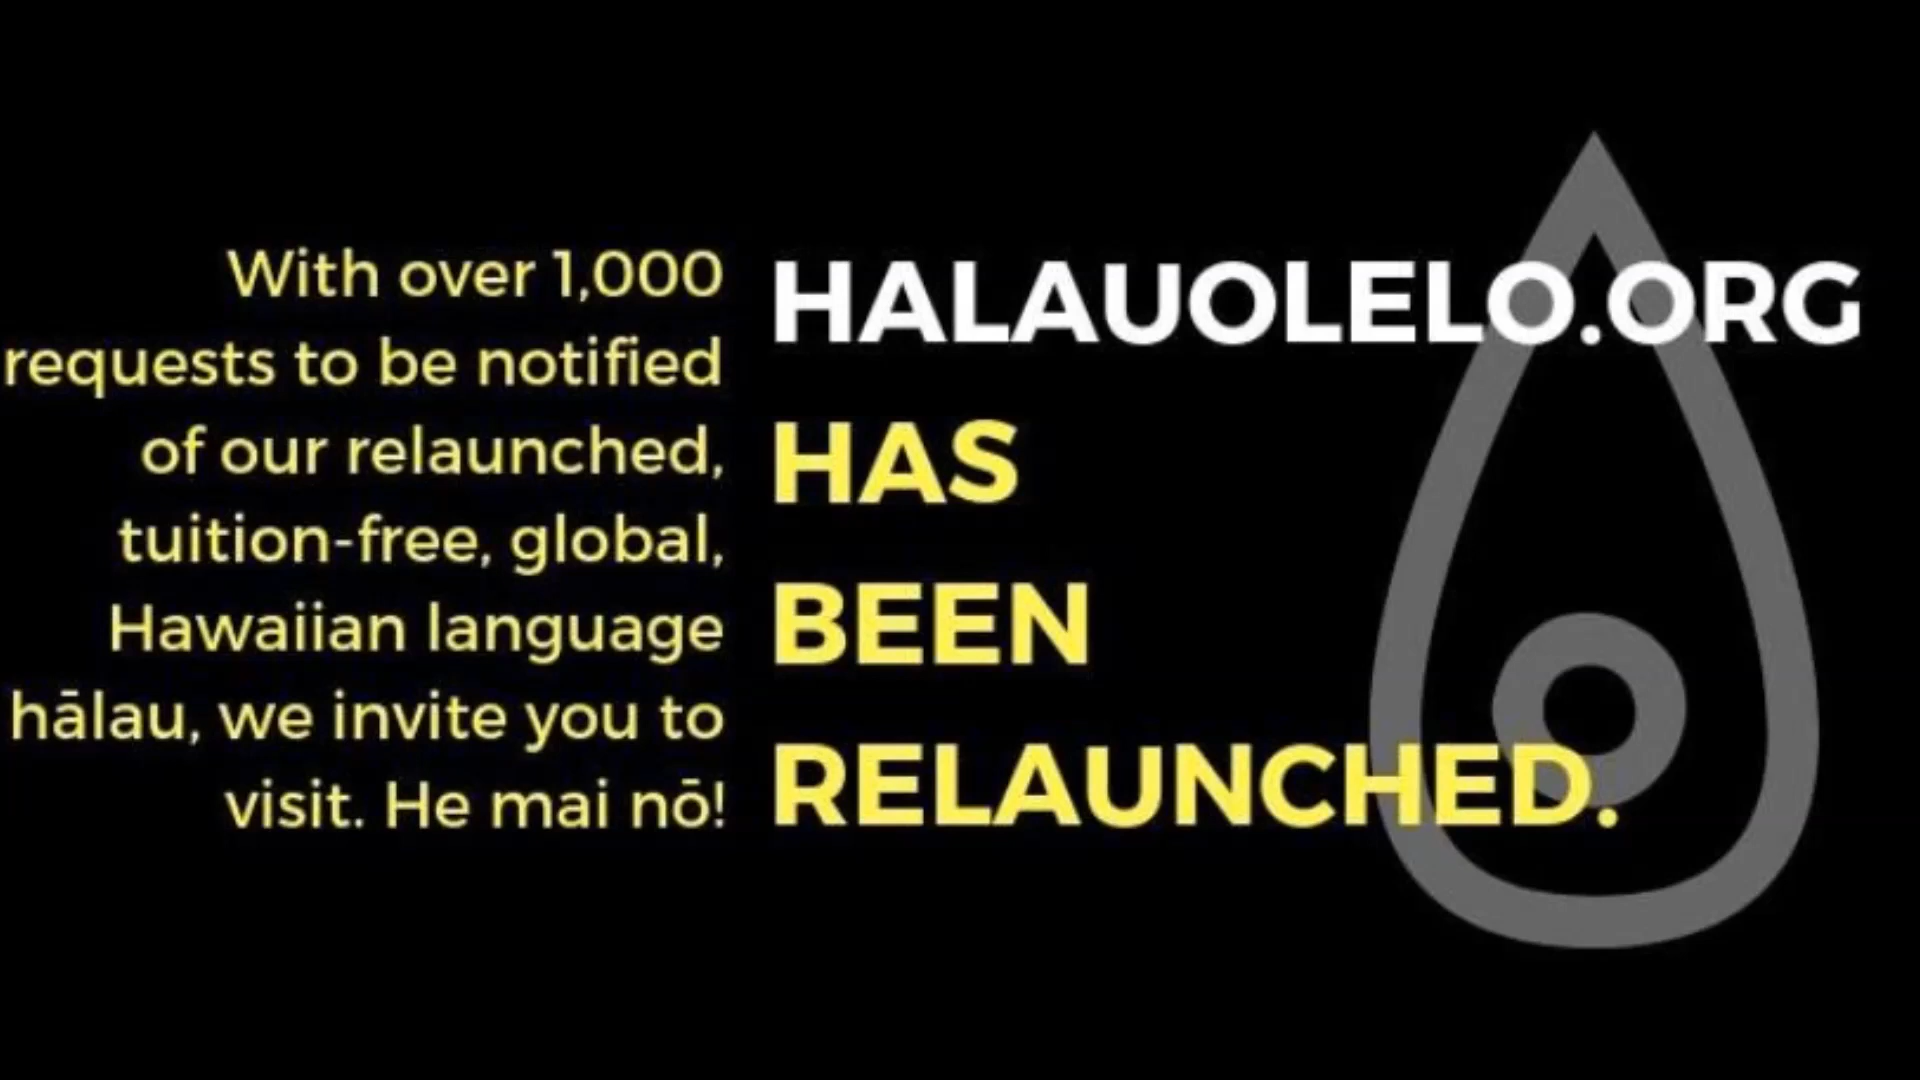 With over 1,000
requests to be notified
of our relaunched,
tuition-free, global,
Hawaiian language
hālau, we invite you to
visit. He mai nō!
HALAUOLELO.ORG
HAS
BEEN
RELAUNCHED.